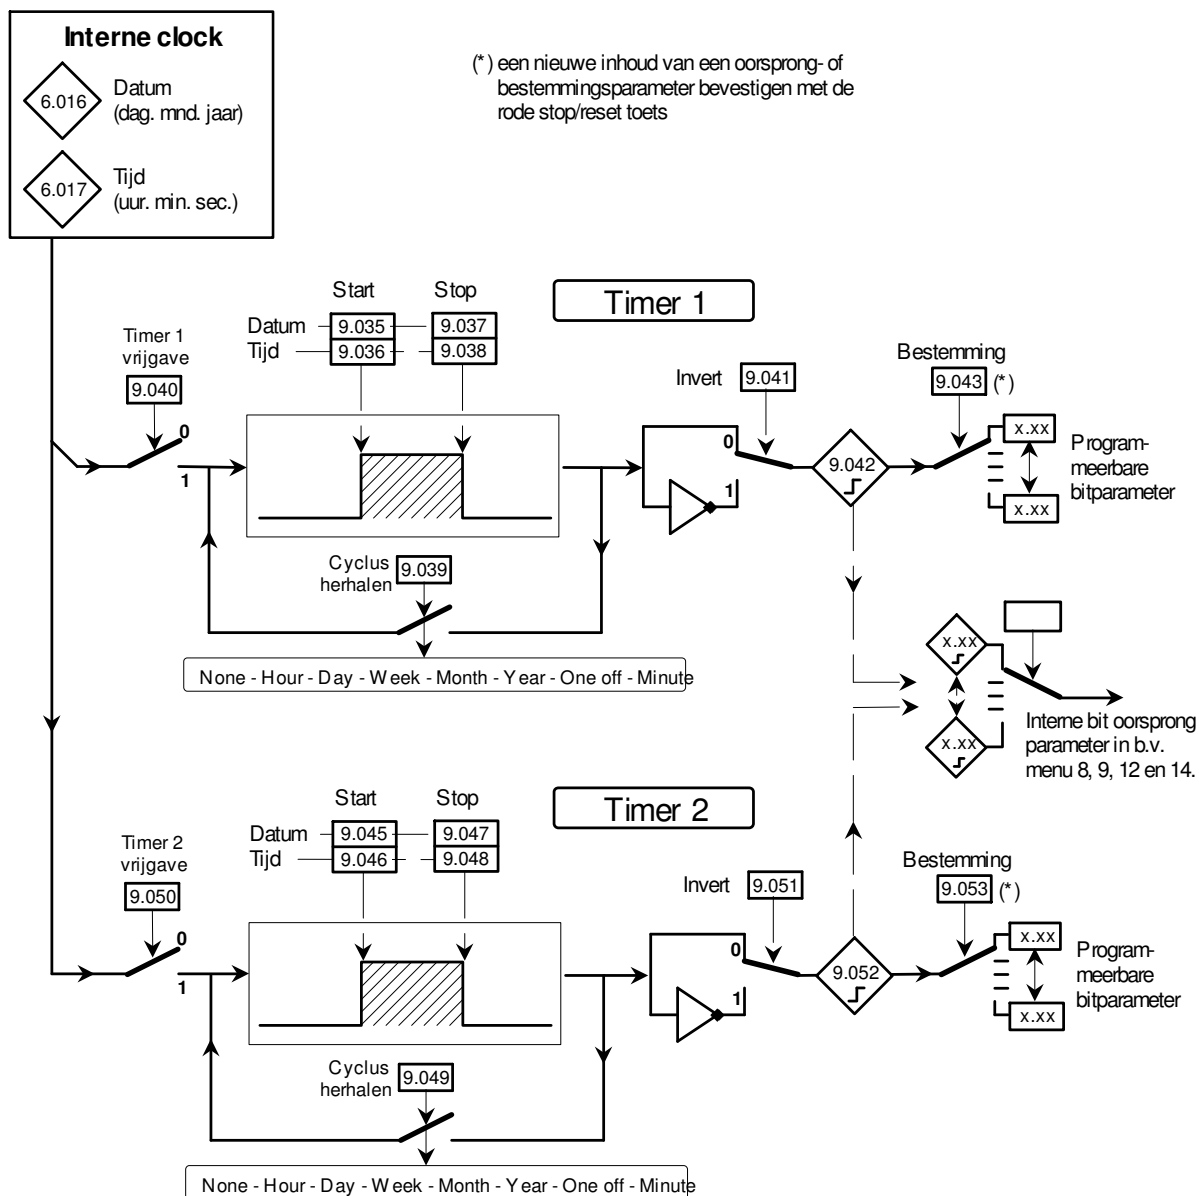 Interne clock
6.016
Datum
(dag. mnd. jaar)
6.017
Tijd
(uur. min. sec.)
(*) een nieuwe inhoud van een oorsprong- of
bestemmingsparameter bevestigen met de
rode stop/reset toets
Timer 1
Start
Stop
Datum
9.035
9.037
Tijd
9.036
9.038
Timer 1
vrijgave
9.040
0
1
Invert
9.041
0
1
9.042
Bestemming
9.043
(*)
x.xx
x.xx
Program-
meerbare
bitparameter
Cyclus
herhalen
9.039
None - Hour - Day - Week - Month - Year - One off - Minute
x.xx
x.xx
Interne bit oorsprong
parameter in b.v.
menu 8, 9, 12 en 14.
Timer 2
Start
Stop
Datum
9.045
9.047
Tijd
9.046
9.048
Timer 2
vrijgave
9.050
0
1
Invert
9.051
0
1
9.052
Bestemming
9.053
(*)
x.xx
x.xx
Program-
meerbare
bitparameter
Cyclus
herhalen
9.049
None - Hour - Day - Week - Month - Year - One off - Minute